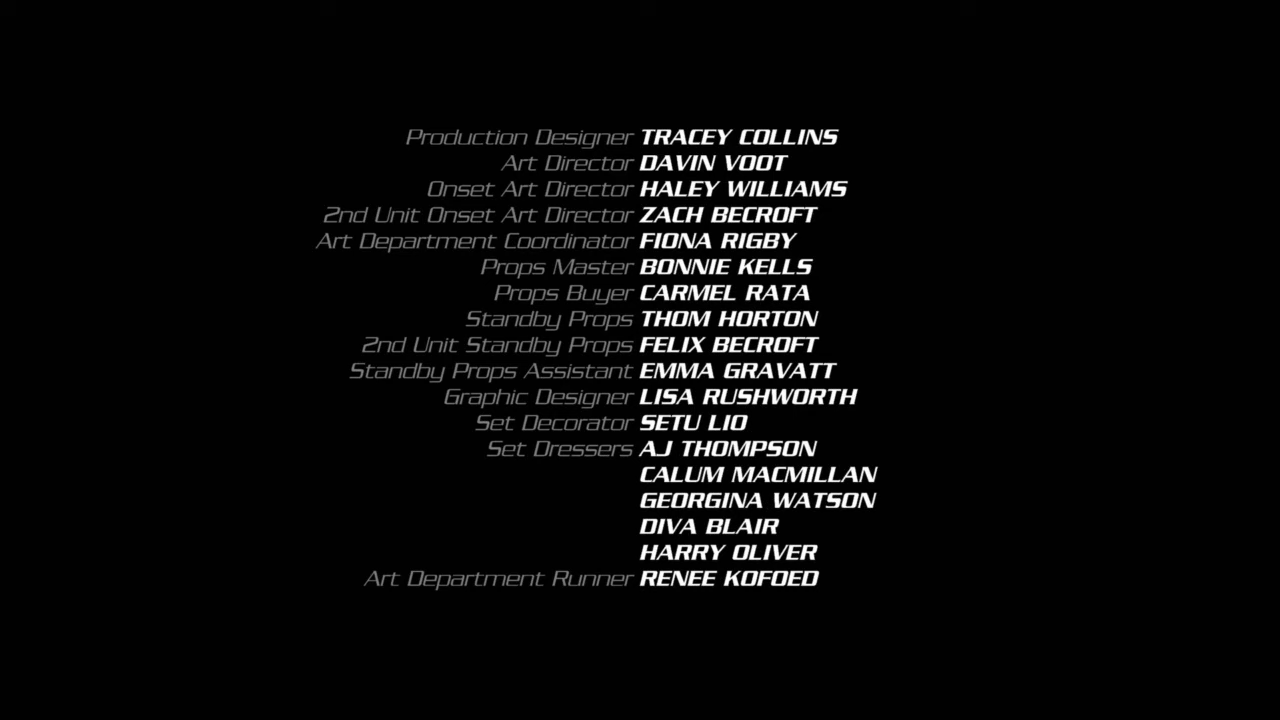 Production Designer TRACEY COLLINS
Art Director DAVIN VOOT
Onset Art Director HALEY WILLIAMS
2nd Unit Onset Art Director ZACH BECROFT
Art Department Coordinator FIONA RIGBY
Props Master BONNIE KELLS
Props Buyer CARMEL RATA
Standby Props THOM HORTON
2nd Unit Standby Props FELIX BECROFT
Standby Props Assistant EMMA GRAVATT
Graphic Designer LISA RUSHWORTH
Set Decorator SETU LIO
Set Dressers AJ THOMPSON
CALUM MACMILLAN
GEORGINA WATSON
DIVA BLAIR
HARRY OLIVER
Art Department Runner RENEE KOFOED